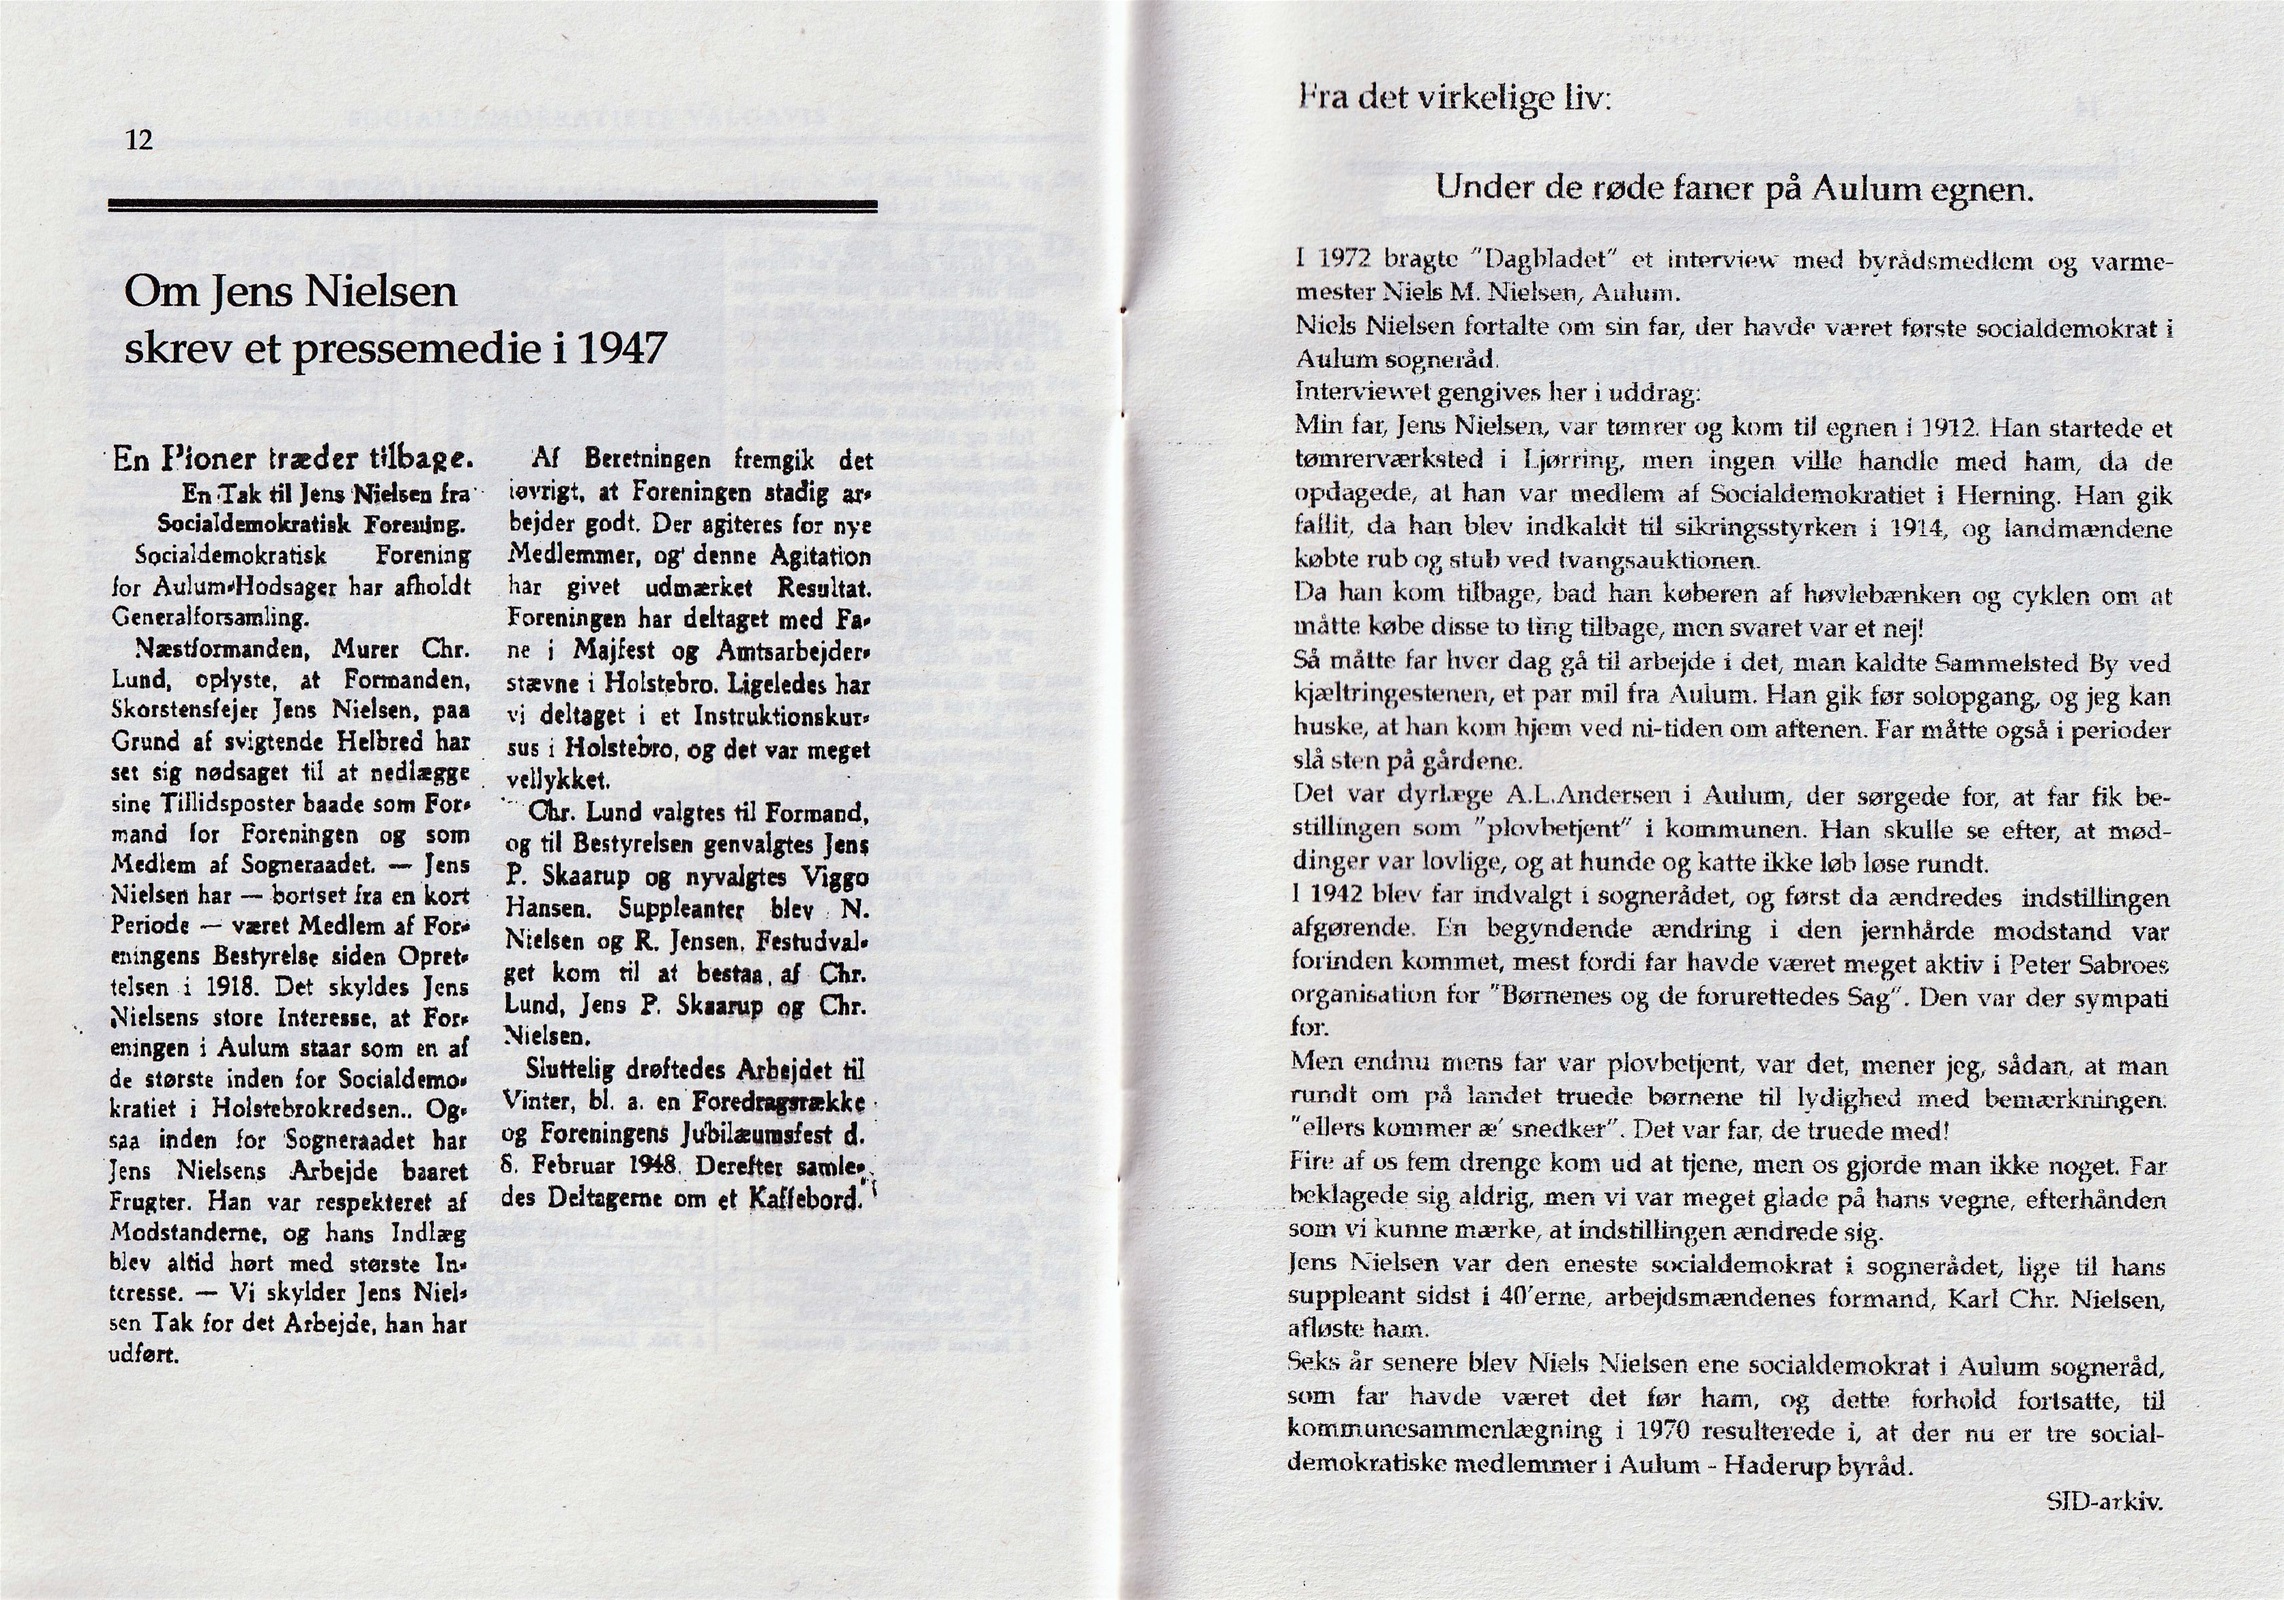 12
Om Jens Nielsen
skrev et pressemedie i 1947
En Pioner træder tilbage.
En Tak til Jens Nielsen fra
Socialdemokratisk Forening.
Socialdemokratisk Forening
for Aulum-Hodsager har afholdt
Generalforsamling.
Næstformanden, Murer Chr.
Lund, oplyste, at Formanden,
Skorstensfejer Jens Nielsen, paa
Grund af svigtende Helbred har
set sig nødsaget til at nedlægge
sine Tillidsposter baade som For-
mand for Foreningen og som
Medlem af Sogneraadet. — Jens
Nielsen har — bortset fra en kort
Periode — været Medlem af For-
eningens Bestyrelse siden Opret-
telsen i 1918. Det skyldes Jens
Nielsens store Interesse, at For-
eningen i Aulum staar som en af
de største inden for Socialdemo-
kratiet i Holstebrokredsen.. Og-
saa inden for Sogneraadet har
Jens Nielsens Arbejde baaret
Frugter. Han var respekteret af
Modstanderne, og hans Indlæg
blev altid hørt med største In-
teresse. — Vi skylder Jens Niel-
sen Tak for det Arbejde, han har
udført.
Af Beretningen fremgik det
iøvrigt, at Foreningen stadig ar-
bejder godt. Der agiteres for nye
Medlemmer, og denne Agitation
har givet udmærket Resultat.
Foreningen har deltaget med Fa-
ne i Majfest og Amtsarbejder-
stævne i Holstebro. Ligeledes har
vi deltaget i et Instruktionskur-
sus i Holstebro, og det var meget
vellykket.
Chr. Lund valgtes til Formand,
og til Bestyrelsen genvalgtes Jens
P. Skaarup og nyvalgtes Viggo
Hansen. Suppleanter blev N.
Nielsen og R. Jensen. Festudval-
get kom til at bestaa af Chr.
Lund, Jens P. Skaarup og Chr.
Nielsen.
Sluttelig drøftedes Arbejdet til
Vinter, bl. a. en Foredragsrække
og Foreningens Jubilæumsfest d.
8. Februar 1948. Derefter samle-
des Deltagerne om et Kaffebord.
Fra det virkelige liv:
Under de røde faner på Aulum egnen.
I 1972 bragte "Dagbladet" et interview med byrådsmedlem og varme-
mester Niels M. Nielsen, Aulum.
Niels Nielsen fortalte om sin far, der havde været første socialdemokrat i
Aulum sogneråd.
Interviewet gengives her i uddrag:
Min far, Jens Nielsen, var tømrer og kom til egnen i 1912. Han startede et
tømrerværksted i Ljørring, men ingen ville handle med ham, da de
opdagede, at han var medlem af Socialdemokratiet i Herning. Han gik
fallit, da han blev indkaldt til sikringsstyrken i 1914, og landmændene
købte rub og stub ved tvangsauktionen.
Da han kom tilbage, bad han køberen af høvlebænken og cyklen om at
måtte købe disse to ting tilbage, men svaret var et nej!
Så måtte far hver dag gå til arbejde i det, man kaldte Sammelsted By ved
kjæltringestenen, et par mil fra Aulum. Han gik før solopgang, og jeg kan
huske, at han kom hjem ved ni-tiden om aftenen. Far måtte også i perioder
slå sten på gårdene.
Det var dyrlæge A.L.Andersen i Aulum, der sørgede for, at far fik be-
stillingen som "plovbetjent" i kommunen. Han skulle se efter, at mød-
dinger var lovlige, og at hunde og katte ikke løb løse rundt.
I 1942 blev far indvalgt i sognerådet, og først da ændredes indstillingen
afgørende. En begyndende ændring i den jernhårde modstand var
forinden kommet, mest fordi far havde været meget aktiv i Peter Sabroes
organisation for "Børnenes og de forurettedes Sag". Den var der sympati
for.
Men endnu mens far var plovbetjent, var det, mener jeg, sådan, at man
rundt om på landet truede børnene til lydighed med bemærkningen:
"ellers kommer æ' snedker". Det var far, de truede med!
Fire af os fem drenge kom ud at tjene, men os gjorde man ikke noget. Far
beklagede sig aldrig, men vi var meget glade på hans vegne, efterhånden
som vi kunne mærke, at indstillingen ændrede sig.
Jens Nielsen var den eneste socialdemokrat i sognerådet, lige til hans
suppleant sidst i 40'erne, arbejdsmændenes formand, Karl Chr. Nielsen,
afløste ham.
Seks år senere blev Niels Nielsen ene socialdemokrat i Aulum sogneråd,
som far havde været det før ham, og dette forhold fortsatte, til
kommunesammenlægning i 1970 resulterede i, at der nu er tre social-
demokratiske medlemmer i Aulum - Haderup byråd.
SID-arkiv.